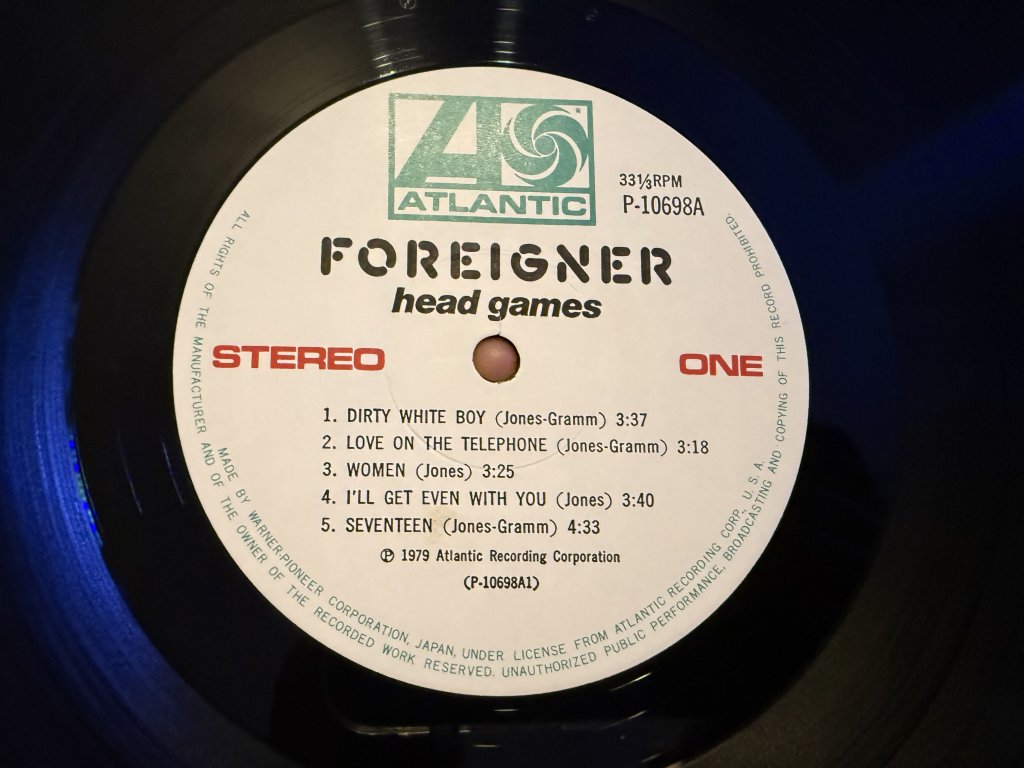 ATLANTIC
33⅓RPM
P-10698A
FOREIGNER
head games
STEREO
ONE
1. DIRTY WHITE BOY (Jones-Gramm) 3:37
2. LOVE ON THE TELEPHONE (Jones-Gramm) 3:18
3. WOMEN (Jones) 3:25
4. I'LL GET EVEN WITH YOU (Jones) 3:40
5. SEVENTEEN (Jones-Gramm) 4:33
℗ 1979 Atlantic Recording Corporation
(P-10698A1)
MADE BY WARNER-PIONEER CORPORATION, JAPAN, UNDER LICENSE FROM ATLANTIC RECORDING CORP., U. S. A.
ALL RIGHTS OF THE MANUFACTURER AND OF THE OWNER OF THE RECORDED WORK RESERVED. UNAUTHORIZED PUBLIC PERFORMANCE, BROADCASTING AND COPYING OF THIS RECORD PROHIBITED.